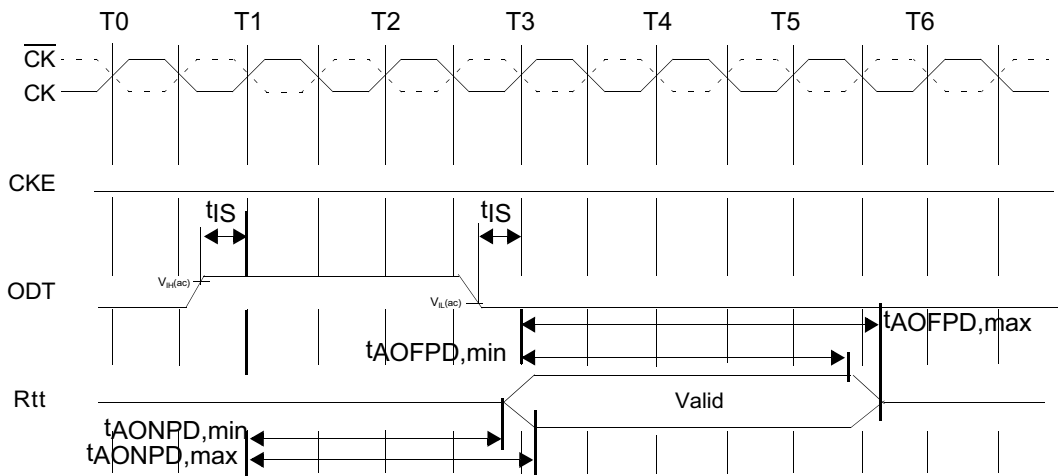 T0 T1 T2 T3 T4 T5 T6
CK
CK
CKE
tIS tIS
VIH(ac)
ODT
VIL(ac)
tAOFPD,max
tAOFPD,min
Rtt
Valid
tAONPD,min
tAONPD,max